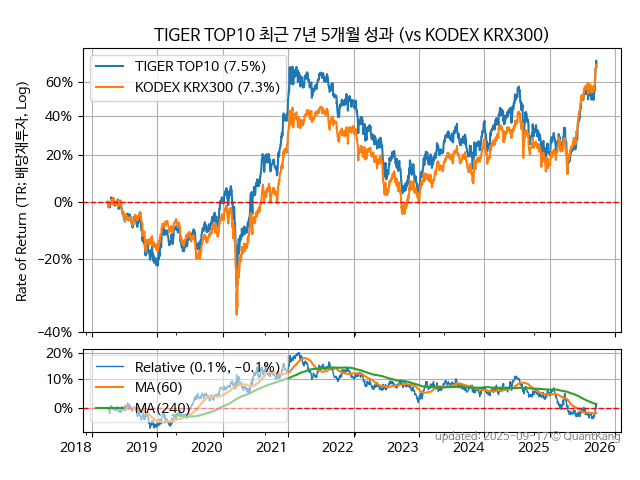 TIGER TOP10 최근 7년 5개월 성과 (vs KODEX KRX300)
Rate of Return (TR: 배당재투자, Log)
TIGER TOP10 (7.5%)
KODEX KRX300 (7.3%)
60%
40%
20%
0%
−20%
−40%
Relative (0.1%, −0.1%)
MA(60)
MA(240)
20%
10%
0%
2018 2019 2020 2021 2022 2023 2024 2025 2026
updated: 2025-09-17 © QuantKang